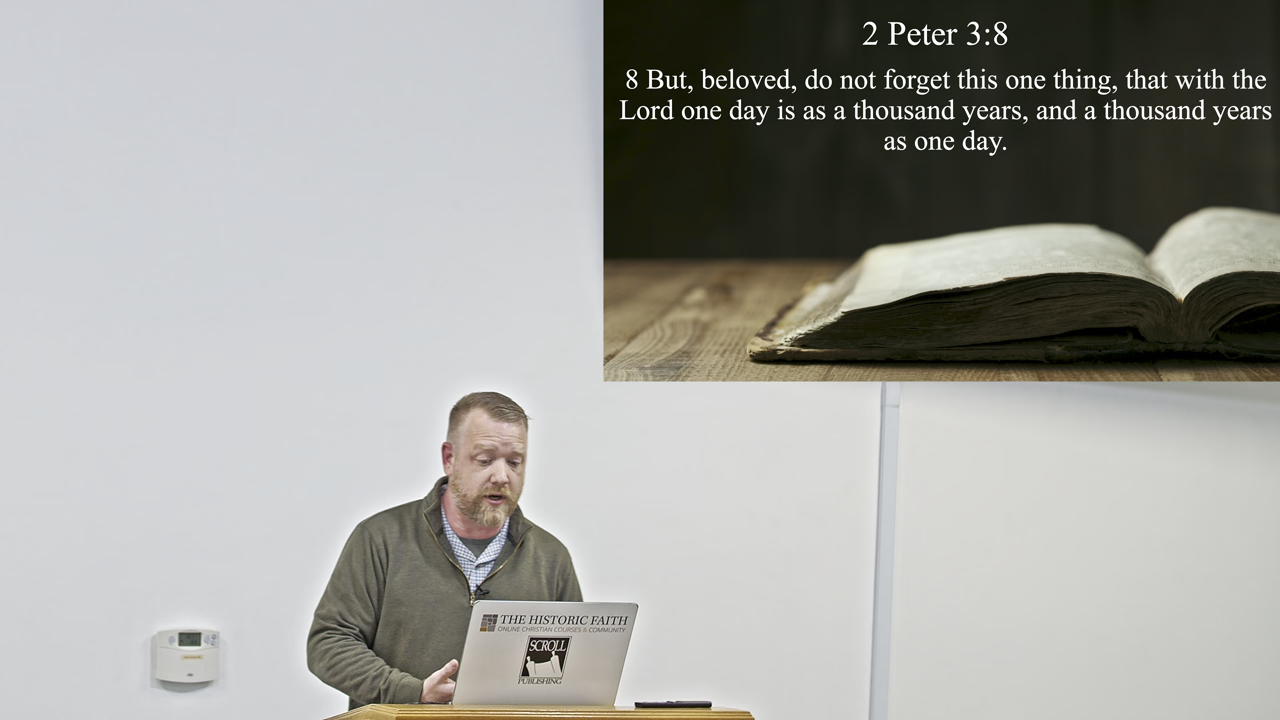 2 Peter 3:8
8 But, beloved, do not forget this one thing, that with the
Lord one day is as a thousand years, and a thousand years
as one day.
THE HISTORIC FAITH
ONLINE CHRISTIAN COURSES & COMMUNITY
SCROLL
PUBLISHING